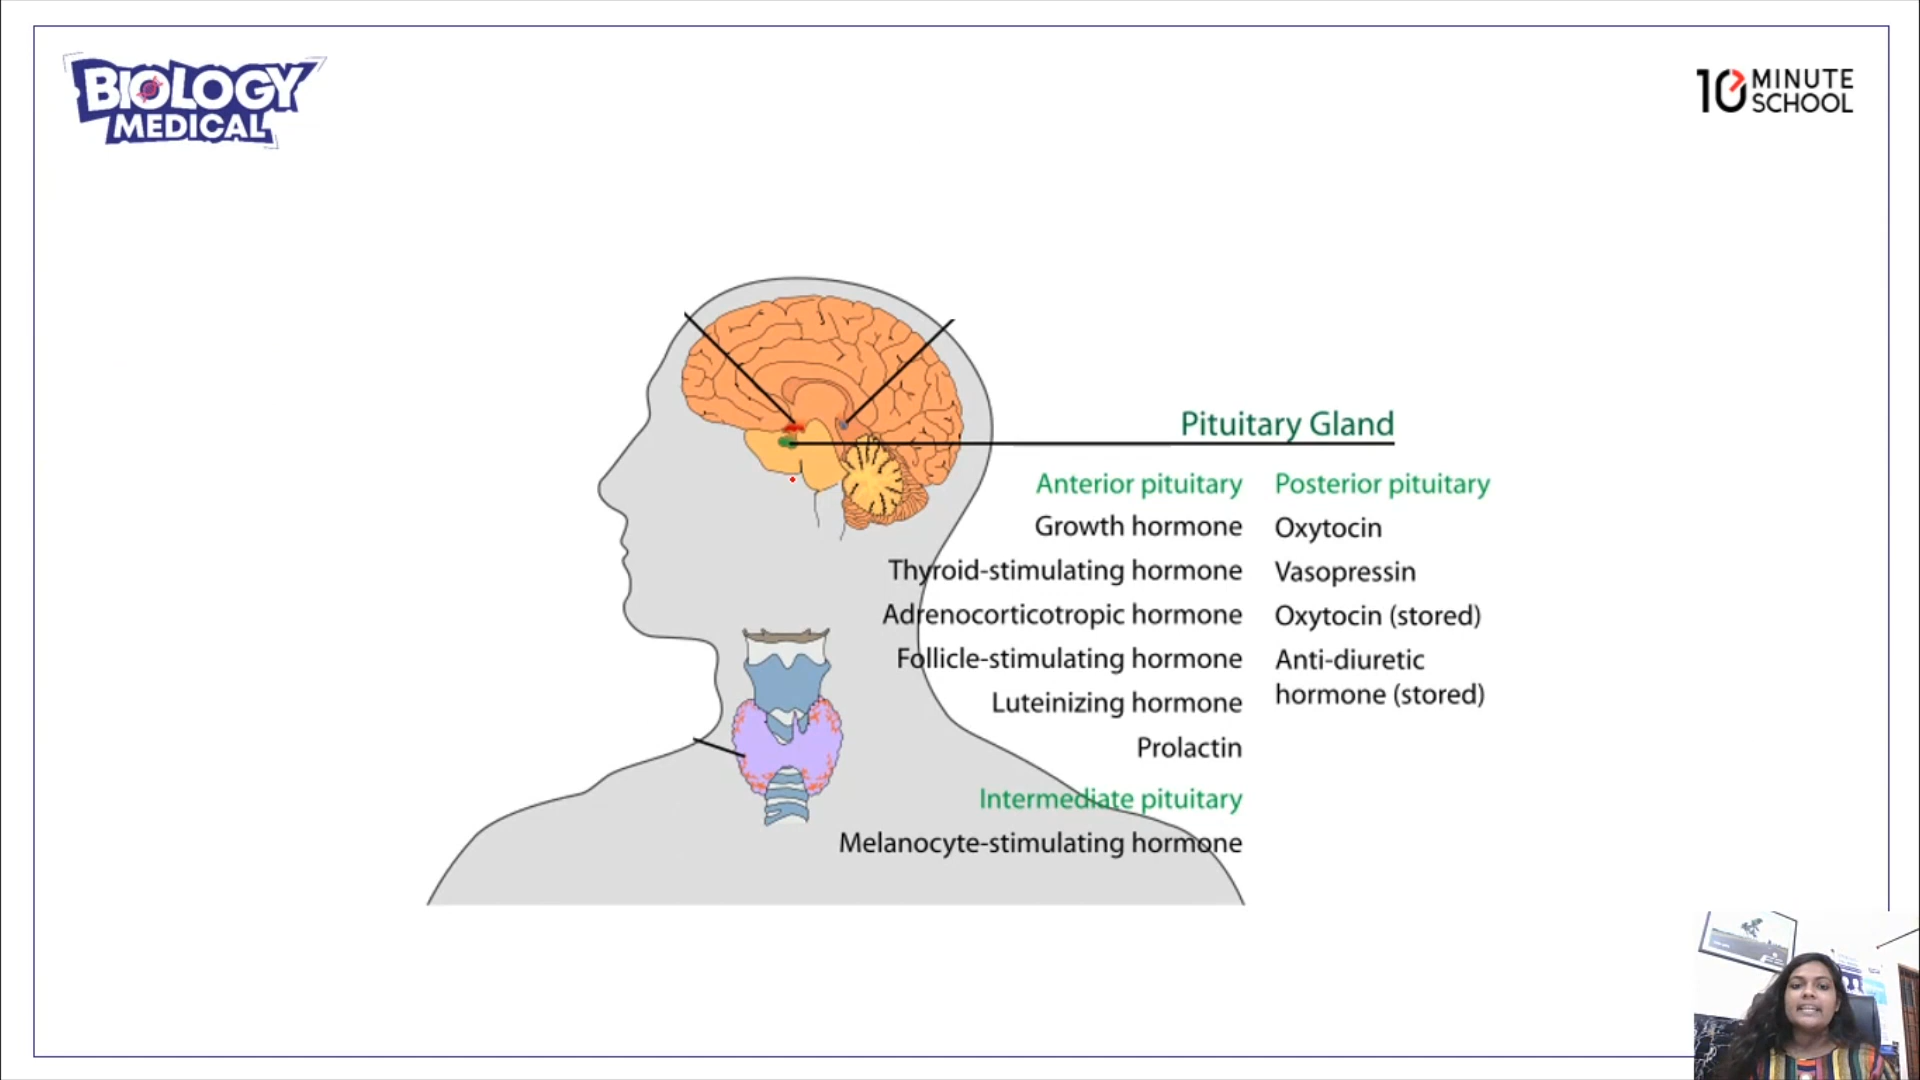 BIOLOGY
MEDICAL
10 MINUTE
SCHOOL
Pituitary Gland
Anterior pituitary
Growth hormone
Thyroid-stimulating hormone
Adrenocorticotropic hormone
Follicle-stimulating hormone
Luteinizing hormone
Prolactin
Intermediate pituitary
Melanocyte-stimulating hormone
Posterior pituitary
Oxytocin
Vasopressin
Oxytocin (stored)
Anti-diuretic
hormone (stored)